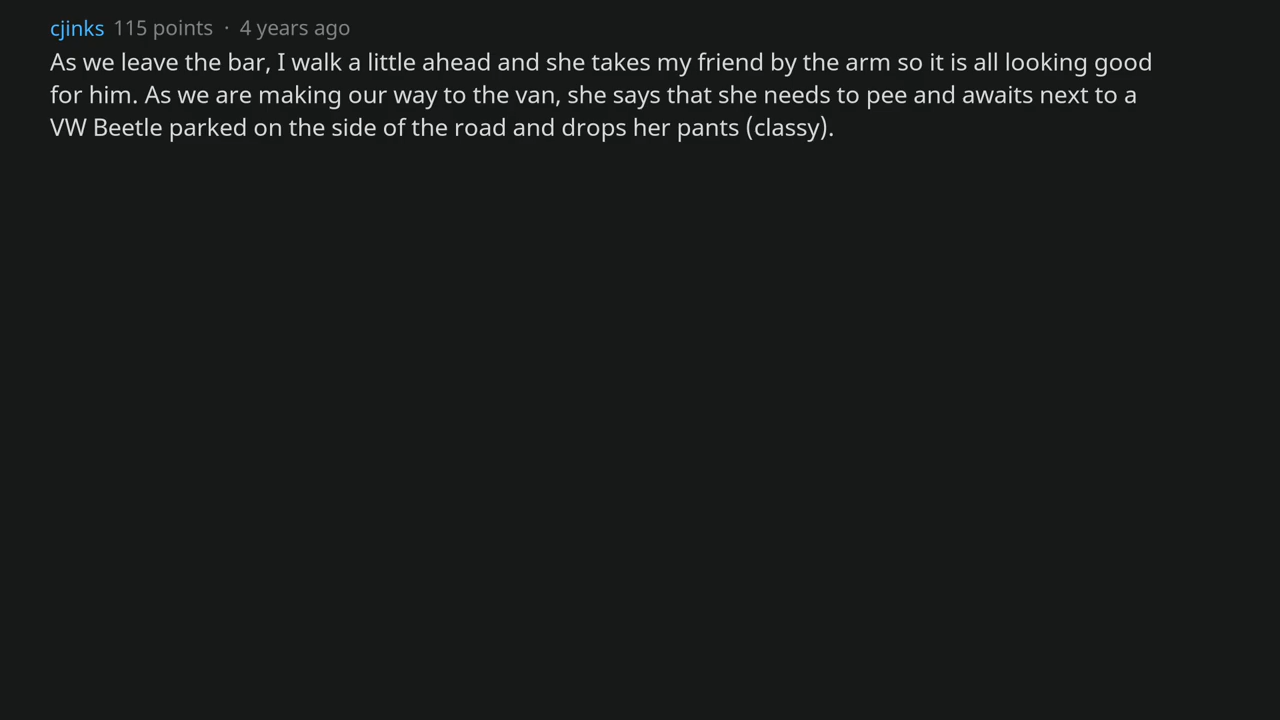 cjinks 115 points · 4 years ago
As we leave the bar, I walk a little ahead and she takes my friend by the arm so it is all looking good
for him. As we are making our way to the van, she says that she needs to pee and awaits next to a
VW Beetle parked on the side of the road and drops her pants (classy).